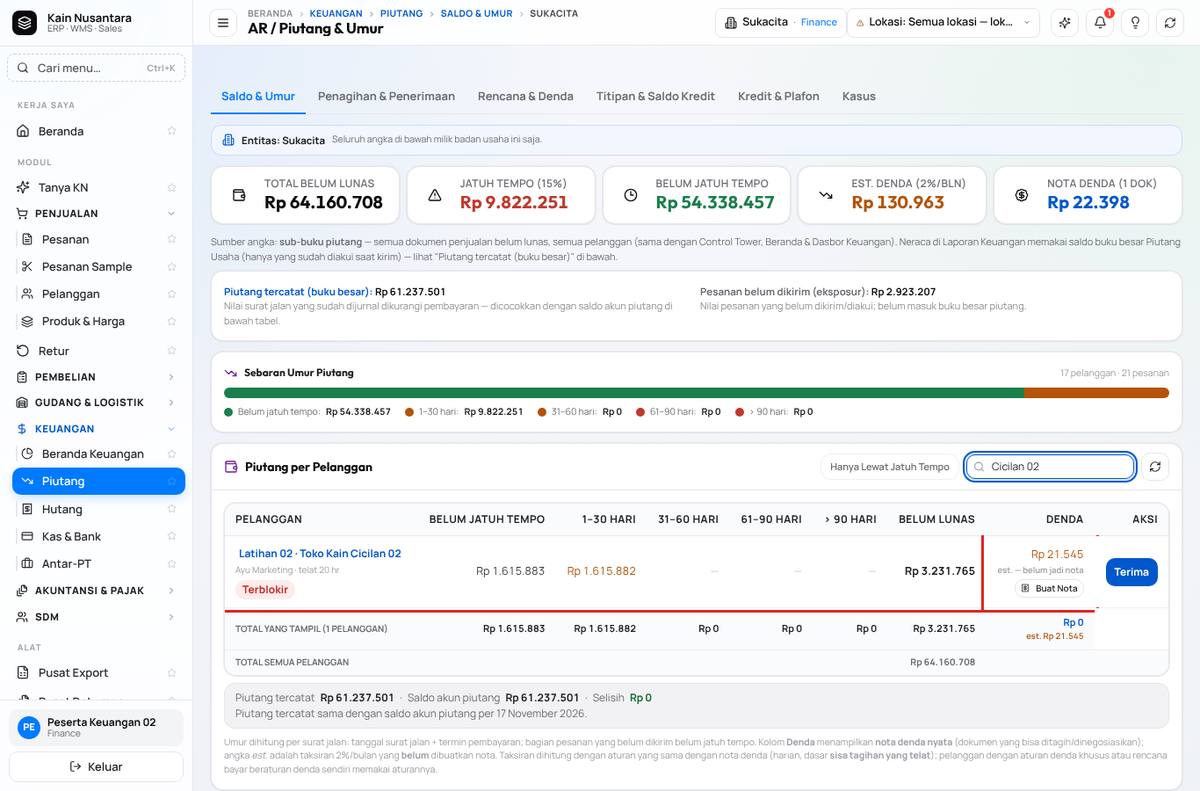 Kain Nusantara
ERP · WMS · Sales
Cari menu... Ctrl+K
KERJA SAYA
Beranda
MODUL
Tanya KN
PENJUALAN
Pesanan
Pesanan Sample
Pelanggan
Produk & Harga
Retur
PEMBELIAN
GUDANG & LOGISTIK
KEUANGAN
Beranda Keuangan
Piutang
Hutang
Kas & Bank
Antar-PT
AKUNTANSI & PAJAK
SDM
ALAT
Pusat Export
PE Peserta Keuangan 02
Finance
Keluar
BERANDA > KEUANGAN > PIUTANG > SALDO & UMUR > SUKACITA
AR / Piutang & Umur
Sukacita · Finance
Lokasi: Semua lokasi — lok...
1
Saldo & Umur Penagihan & Penerimaan Rencana & Denda Titipan & Saldo Kredit Kredit & Plafon Kasus
Entitas: Sukacita Seluruh angka di bawah milik badan usaha ini saja.
TOTAL BELUM LUNAS
Rp 64.160.708
JATUH TEMPO (15%)
Rp 9.822.251
BELUM JATUH TEMPO
Rp 54.338.457
EST. DENDA (2%/BLN)
Rp 130.963
NOTA DENDA (1 DOK)
Rp 22.398
Sumber angka: sub-buku piutang — semua dokumen penjualan belum lunas, semua pelanggan (sama dengan Control Tower, Beranda & Dasbor Keuangan). Neraca di Laporan Keuangan memakai saldo buku besar Piutang
Usaha (hanya yang sudah diakui saat kirim) — lihat "Piutang tercatat (buku besar)" di bawah.
Piutang tercatat (buku besar): Rp 61.237.501
Nilai surat jalan yang sudah dijurnal dikurangi pembayaran — dicocokkan dengan saldo akun piutang di
bawah tabel.
Pesanan belum dikirim (eksposur): Rp 2.923.207
Nilai pesanan yang belum dikirim/diakui; belum masuk buku besar piutang.
Sebaran Umur Piutang 17 pelanggan · 21 pesanan
Belum jatuh tempo: Rp 54.338.457 1–30 hari: Rp 9.822.251 31–60 hari: Rp 0 61–90 hari: Rp 0 > 90 hari: Rp 0
Piutang per Pelanggan Hanya Lewat Jatuh Tempo Cicilan 02
PELANGGAN BELUM JATUH TEMPO 1–30 HARI 31–60 HARI 61–90 HARI > 90 HARI BELUM LUNAS DENDA AKSI
Latihan 02 · Toko Kain Cicilan 02
Ayu Marketing · telat 20 hr
Terblokir
Rp 1.615.883 Rp 1.615.882 — — — Rp 3.231.765
Rp 21.545
est. — belum jadi nota
Buat Nota
Terima
TOTAL YANG TAMPIL (1 PELANGGAN) Rp 1.615.883 Rp 1.615.882 Rp 0 Rp 0 Rp 0 Rp 3.231.765 Rp 0
est. Rp 21.545
TOTAL SEMUA PELANGGAN Rp 64.160.708
Piutang tercatat Rp 61.237.501 · Saldo akun piutang Rp 61.237.501 · Selisih Rp 0
Piutang tercatat sama dengan saldo akun piutang per 17 November 2026.
Umur dihitung per surat jalan: tanggal surat jalan + termin pembayaran; bagian pesanan yang belum dikirim belum jatuh tempo. Kolom Denda menampilkan nota denda nyata (dokumen yang bisa ditagih/dinegosiasikan);
angka est. adalah taksiran 2%/bulan yang belum dibuatkan nota. Taksiran dihitung dengan aturan yang sama dengan nota denda (harian, dasar sisa tagihan yang telat); pelanggan dengan aturan denda khusus atau rencana
bayar beraturan denda sendiri memakai aturannya.